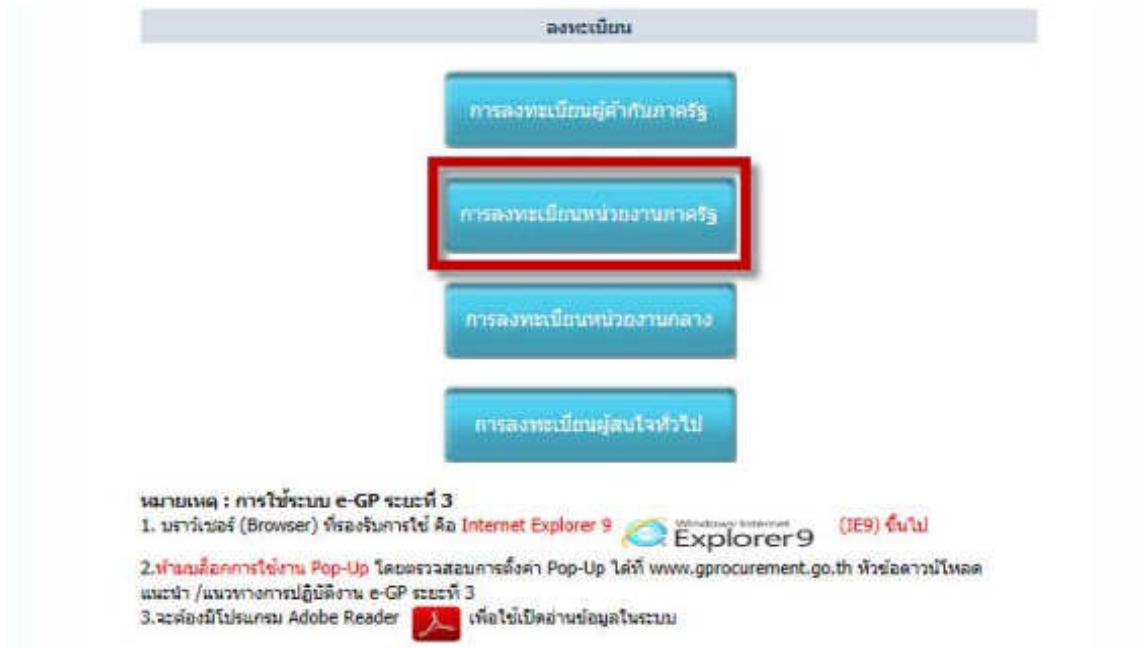 ลงทะเบียน
การลงทะเบียนผู้ค้ากับภาครัฐ
การลงทะเบียนหน่วยงานภาครัฐ
การลงทะเบียนหน่วยงานกลาง
การลงทะเบียนผู้สนใจทั่วไป
หมายเหตุ : การใช้ระบบ e-GP ระยะที่ 3
1. บราว์เซอร์ (Browser) ที่รองรับการใช้ คือ Internet Explorer 9 Windows Internet Explorer 9 (IE9) ขึ้นไป
2.ห้ามบล็อคการใช้งาน Pop-Up โดยตรวจสอบการตั้งค่า Pop-Up ได้ที่ www.gprocurement.go.th หัวข้อดาวน์โหลด
แนะนำ /แนวทางการปฏิบัติงาน e-GP ระยะที่ 3
3.จะต้องมีโปรแกรม Adobe Reader เพื่อใช้เปิดอ่านข้อมูลในระบบ